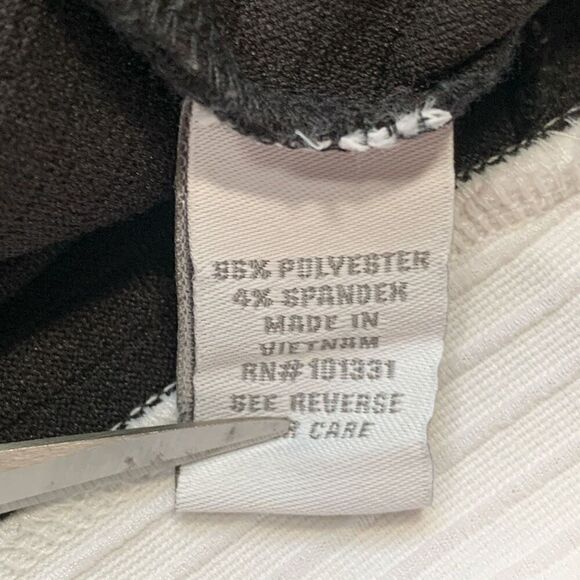 96% POLYESTER
4% SPANDEX
MADE IN
VIETNAM
RN#101331
SEE REVERSE
R CARE